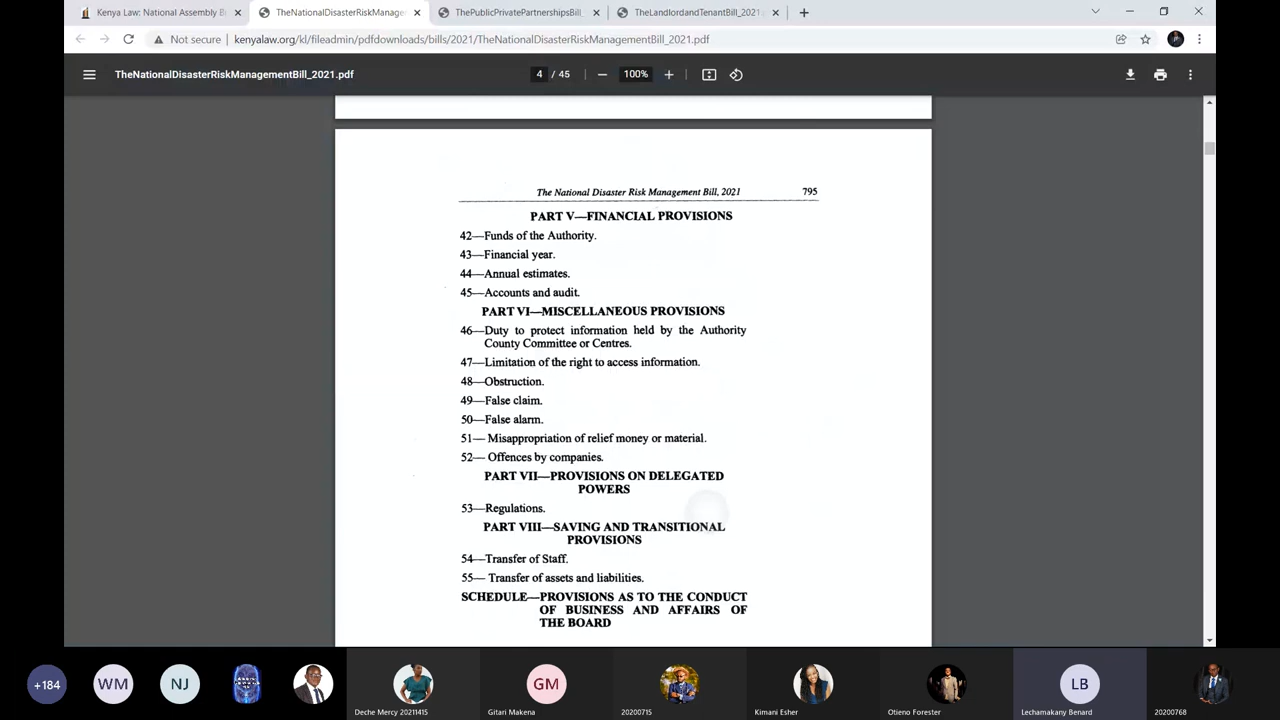 Kenya Law: National Assembly B
TheNationalDisasterRiskManage
ThePublicPrivatePartnershipsBill_
TheLandlordandTenantBill_2021.p
Not secure
kenyalaw.org/kl/fileadmin/pdfdownloads/bills/2021/TheNationalDisasterRiskManagementBill_2021.pdf
TheNationalDisasterRiskManagementBill_2021.pdf
4 / 45
100%
The National Disaster Risk Management Bill, 2021 795
PART V—FINANCIAL PROVISIONS
42—Funds of the Authority.
43—Financial year.
44—Annual estimates.
45—Accounts and audit.
PART VI—MISCELLANEOUS PROVISIONS
46—Duty to protect information held by the Authority
County Committee or Centres.
47—Limitation of the right to access information.
48—Obstruction.
49—False claim.
50—False alarm.
51— Misappropriation of relief money or material.
52— Offences by companies.
PART VII—PROVISIONS ON DELEGATED
POWERS
53—Regulations.
PART VIII—SAVING AND TRANSITIONAL
PROVISIONS
54—Transfer of Staff.
55— Transfer of assets and liabilities.
SCHEDULE—PROVISIONS AS TO THE CONDUCT
OF BUSINESS AND AFFAIRS OF
THE BOARD
+184
WM
NJ
GM
LB
Deche Mercy 20211415
Gitari Makena
20200715
Kimani Esher
Otieno Forester
Lechamakany Benard
20200768